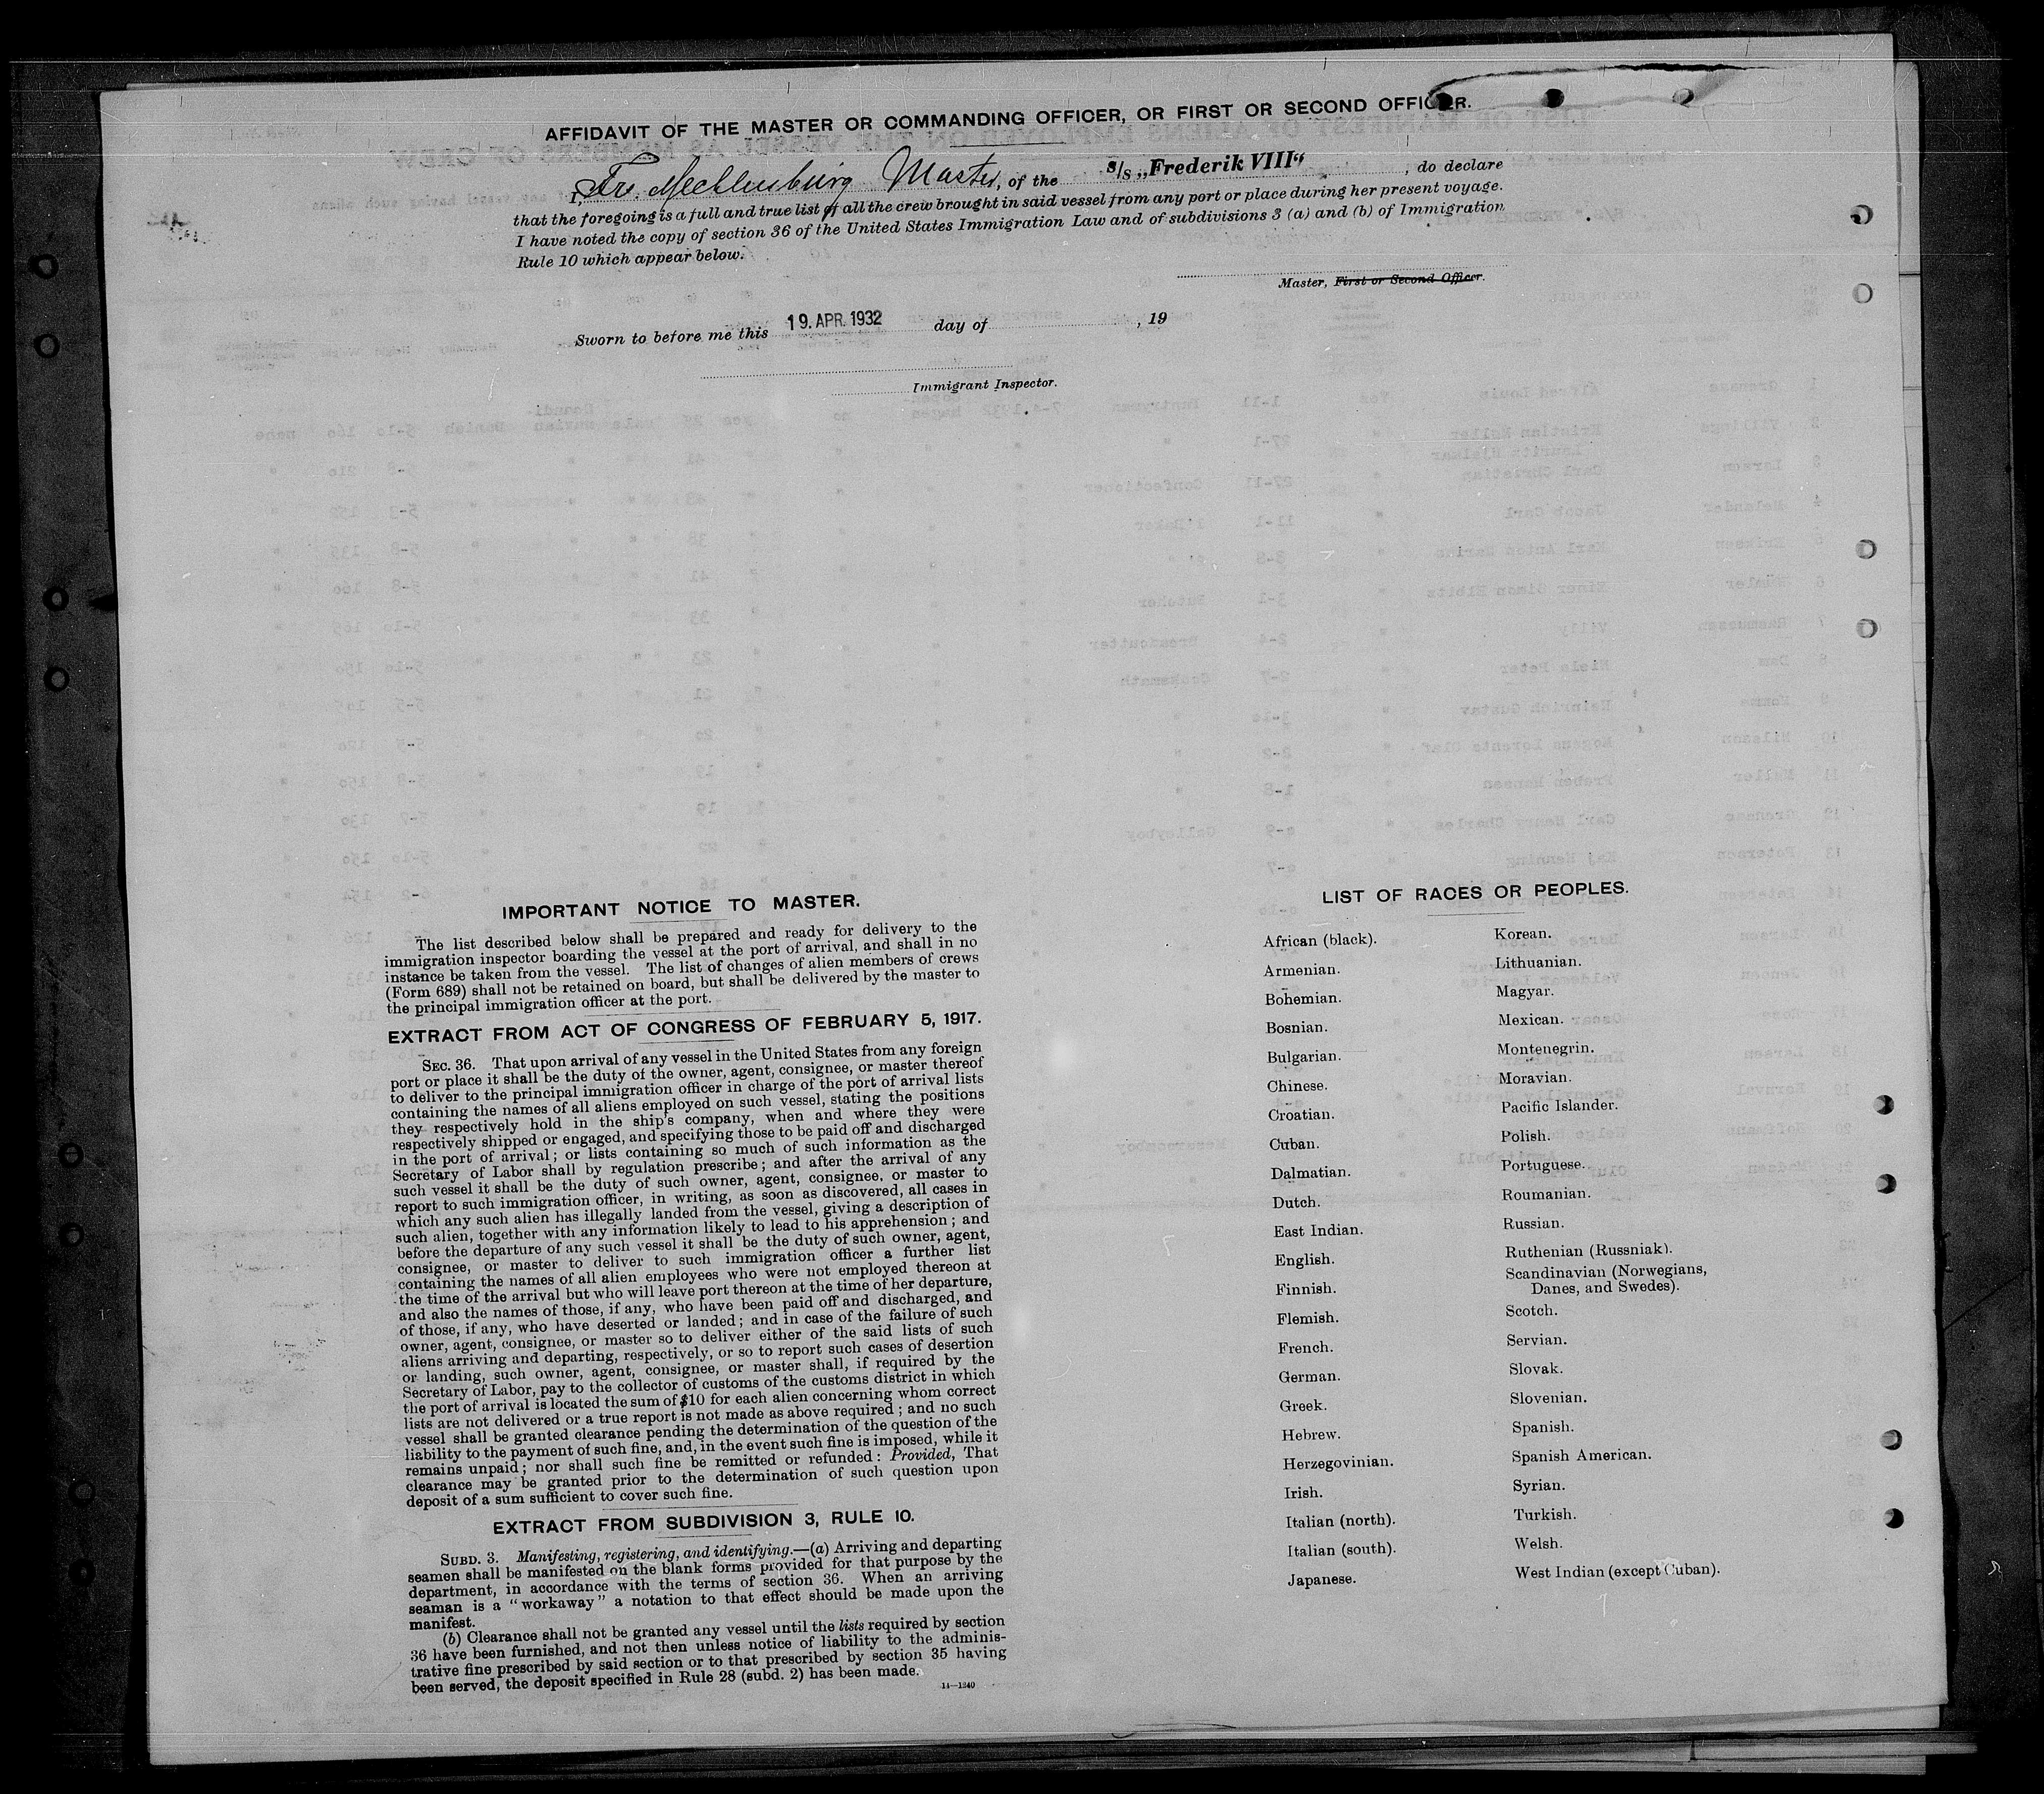 AFFIDAVIT OF THE MASTER OR COMMANDING OFFICER, OR FIRST OR SECOND OFFICER.
I, Fre. Mecklenburg Master, of the S/S „Frederik VIII“, do declare
that the foregoing is a full and true list of all the crew brought in said vessel from any port or place during her present voyage.
I have noted the copy of section 36 of the United States Immigration Law and of subdivisions 3 (a) and (b) of Immigration
Rule 10 which appear below.
Master, First or Second Officer.
Sworn to before me this 19. APR. 1932 day of , 19
Immigrant Inspector.
IMPORTANT NOTICE TO MASTER.
The list described below shall be prepared and ready for delivery to the
immigration inspector boarding the vessel at the port of arrival, and shall in no
instance be taken from the vessel. The list of changes of alien members of crews
(Form 689) shall not be retained on board, but shall be delivered by the master to
the principal immigration officer at the port.
EXTRACT FROM ACT OF CONGRESS OF FEBRUARY 5, 1917.
SEC. 36. That upon arrival of any vessel in the United States from any foreign
port or place it shall be the duty of the owner, agent, consignee, or master thereof
to deliver to the principal immigration officer in charge of the port of arrival lists
containing the names of all aliens employed on such vessel, stating the positions
they respectively hold in the ship's company, when and where they were
respectively shipped or engaged, and specifying those to be paid off and discharged
in the port of arrival; or lists containing so much of such information as the
Secretary of Labor shall by regulation prescribe; and after the arrival of any
such vessel it shall be the duty of such owner, agent, consignee, or master to
report to such immigration officer, in writing, as soon as discovered, all cases in
which any such alien has illegally landed from the vessel, giving a description of
such alien, together with any information likely to lead to his apprehension; and
before the departure of any such vessel it shall be the duty of such owner, agent,
consignee, or master to deliver to such immigration officer a further list
containing the names of all alien employees who were not employed thereon at
the time of the arrival but who will leave port thereon at the time of her departure,
and also the names of those, if any, who have been paid off and discharged, and
of those, if any, who have deserted or landed; and in case of the failure of such
owner, agent, consignee, or master so to deliver either of the said lists of such
aliens arriving and departing, respectively, or so to report such cases of desertion
or landing, such owner, agent, consignee, or master shall, if required by the
Secretary of Labor, pay to the collector of customs of the customs district in which
the port of arrival is located the sum of $10 for each alien concerning whom correct
lists are not delivered or a true report is not made as above required; and no such
vessel shall be granted clearance pending the determination of the question of the
liability to the payment of such fine, and, in the event such fine is imposed, while it
remains unpaid; nor shall such fine be remitted or refunded: Provided, That
clearance may be granted prior to the determination of such question upon
deposit of a sum sufficient to cover such fine.
EXTRACT FROM SUBDIVISION 3, RULE 10.
SUBD. 3. Manifesting, registering, and identifying.—(a) Arriving and departing
seamen shall be manifested on the blank forms provided for that purpose by the
department, in accordance with the terms of section 36. When an arriving
seaman is a "workaway" a notation to that effect should be made upon the
manifest.
(b) Clearance shall not be granted any vessel until the lists required by section
36 have been furnished, and not then unless notice of liability to the adminis-
trative fine prescribed by said section or to that prescribed by section 35 having
been served, the deposit specified in Rule 28 (subd. 2) has been made.
14—1240
LIST OF RACES OR PEOPLES.
African (black).
Armenian.
Bohemian.
Bosnian.
Bulgarian.
Chinese.
Croatian.
Cuban.
Dalmatian.
Dutch.
East Indian.
English.
Finnish.
Flemish.
French.
German.
Greek.
Hebrew.
Herzegovinian.
Irish.
Italian (north).
Italian (south).
Japanese.
Korean.
Lithuanian.
Magyar.
Mexican.
Montenegrin.
Moravian.
Pacific Islander.
Polish.
Portuguese.
Roumanian.
Russian.
Ruthenian (Russniak).
Scandinavian (Norwegians,
Danes, and Swedes).
Scotch.
Servian.
Slovak.
Slovenian.
Spanish.
Spanish American.
Syrian.
Turkish.
Welsh.
West Indian (except Cuban).